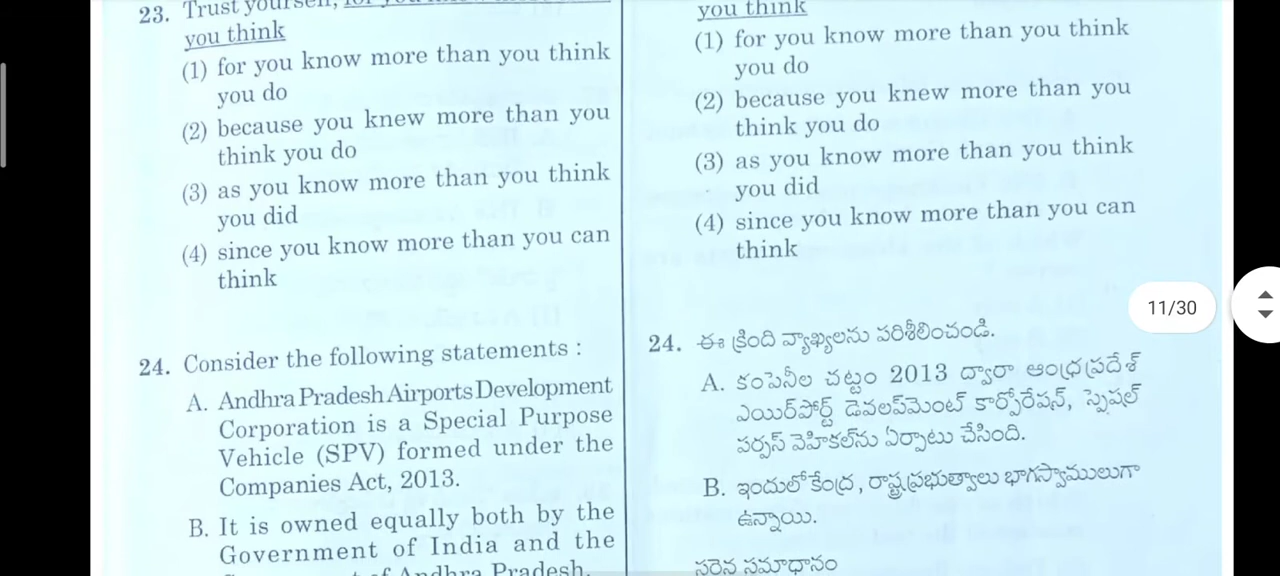 23. Trust yourself, for you know more than
you think
(1) for you know more than you think
you do
(2) because you knew more than you
think you do
(3) as you know more than you think
you did
(4) since you know more than you can
think
24. Consider the following statements :
A. Andhra Pradesh Airports Development
Corporation is a Special Purpose
Vehicle (SPV) formed under the
Companies Act, 2013.
B. It is owned equally both by the
Government of India and the
of Andhra Pradesh.
you think
(1) for you know more than you think
you do
(2) because you knew more than you
think you do
(3) as you know more than you think
you did
(4) since you know more than you can
think
24. ఈ క్రింది వ్యాఖ్యలను పరిశీలించండి.
A. కంపెనీల చట్టం 2013 ద్వారా ఆంధ్రప్రదేశ్
ఎయిర్‌పోర్ట్ డెవలప్‌మెంట్ కార్పోరేషన్, స్పెషల్
పర్పస్ వెహికల్‌ను ఏర్పాటు చేసింది.
B. ఇందులో కేంద్ర, రాష్ట్ర ప్రభుత్వాలు భాగస్వాములుగా
ఉన్నాయి.
సరైన సమాధానం
11/30